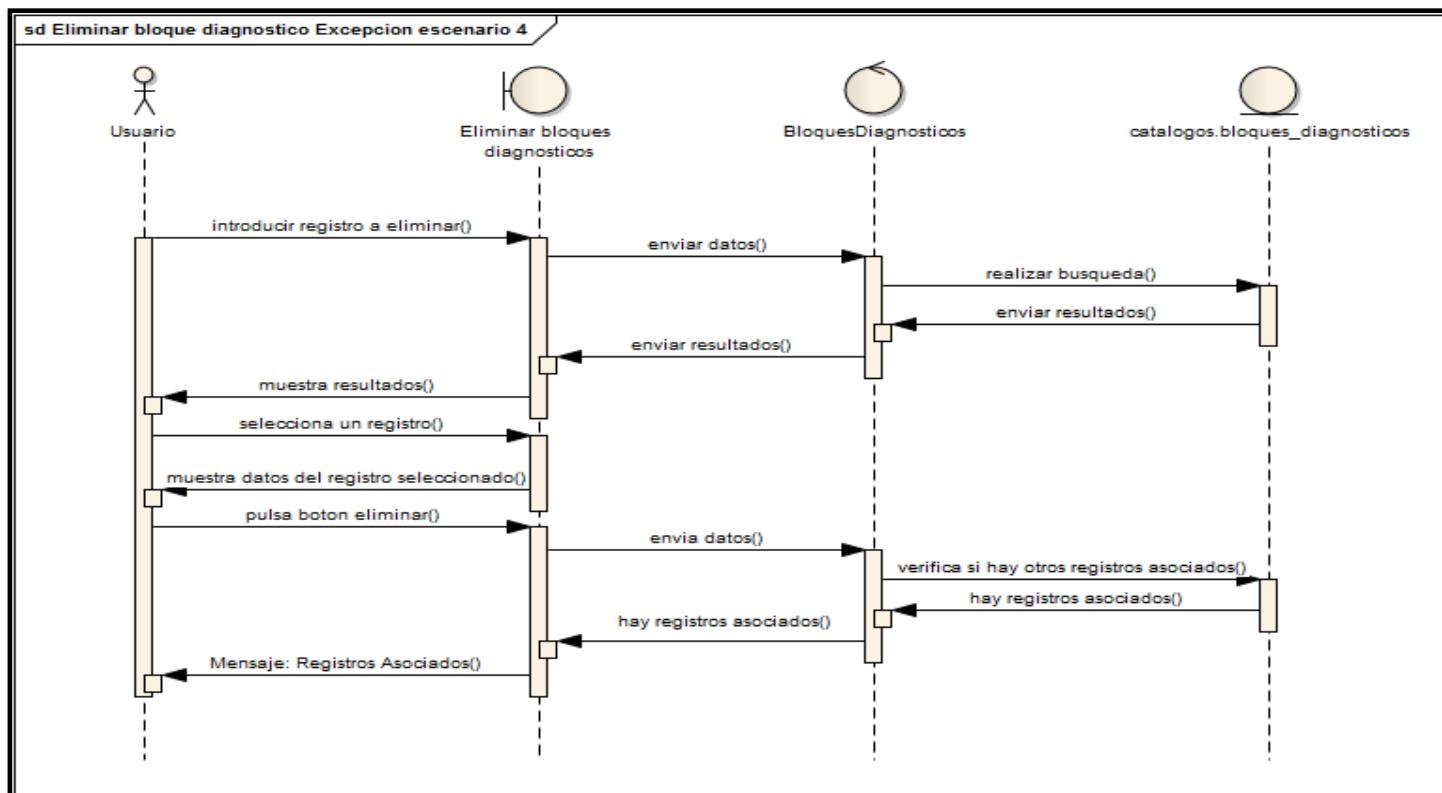 sd Eliminar bloque diagnostico Excepcion escenario 4
Usuario
Eliminar bloques
diagnosticos
BloquesDiagnosticos
catalogos.bloques_diagnosticos
introducir registro a eliminar()
enviar datos()
realizar busqueda()
enviar resultados()
enviar resultados()
muestra resultados()
selecciona un registro()
muestra datos del registro seleccionado()
pulsa boton eliminar()
envia datos()
verifica si hay otros registros asociados()
hay registros asociados()
hay registros asociados()
Mensaje: Registros Asociados()